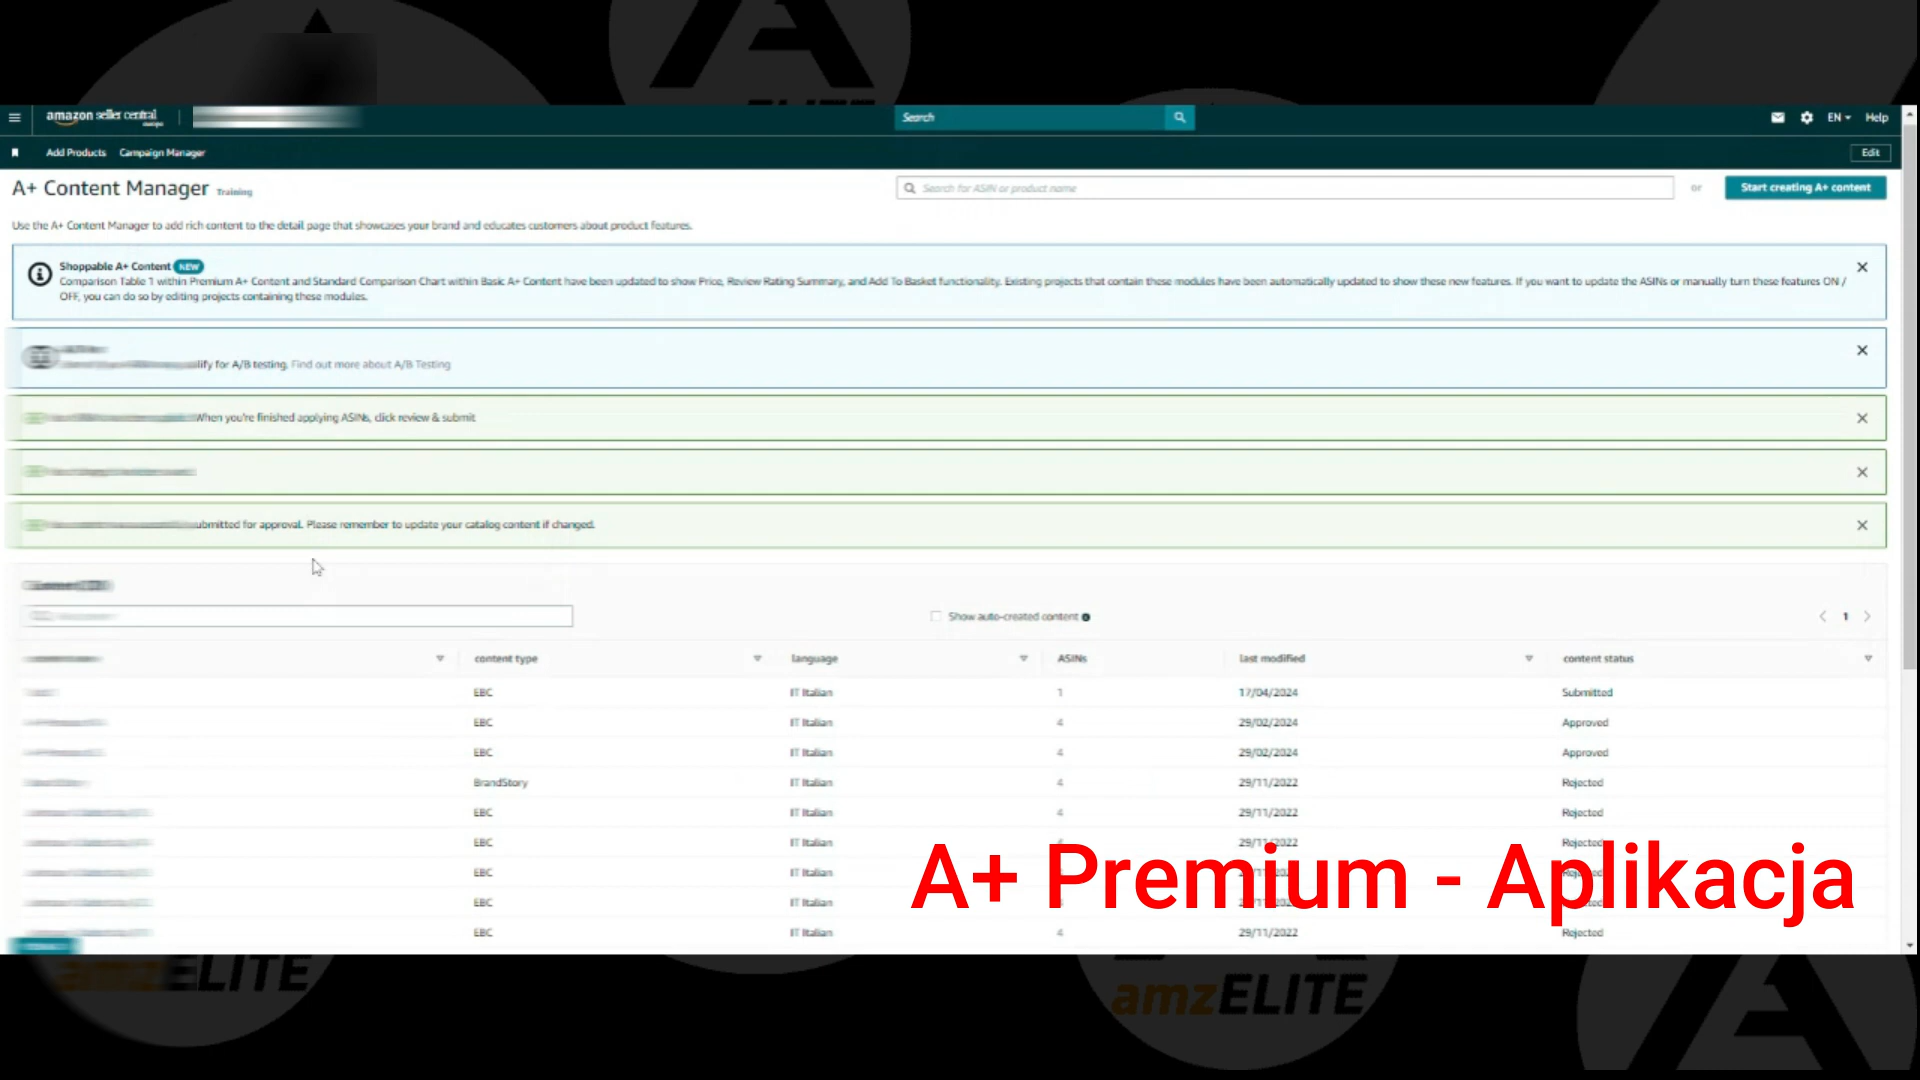 amazon seller central
europe
Search
EN
Help
Add Products
Campaign Manager
Edit
A+ Content Manager Training
Search for ASIN or product name
or
Start creating A+ content
Use the A+ Content Manager to add rich content to the detail page that showcases your brand and educates customers about product features.
Shoppable A+ Content NEW
Comparison Table 1 within Premium A+ Content and Standard Comparison Chart within Basic A+ Content have been updated to show Price, Review Rating Summary, and Add To Basket functionality. Existing projects that contain these modules have been automatically updated to show these new features. If you want to update the ASINs or manually turn these features ON /
OFF, you can do so by editing projects containing these modules.
for A/B testing. Find out more about A/B Testing
When you're finished applying ASINs, click review & submit
for approval. Please remember to update your catalog content if changed.
Show auto-created content
1
content type language ASINs last modified content status
EBC IT Italian 1 17/04/2024 Submitted
EBC IT Italian 4 29/02/2024 Approved
EBC IT Italian 4 29/02/2024 Approved
BrandStory IT Italian 4 29/11/2022 Rejected
EBC IT Italian 4 29/11/2022 Rejected
EBC IT Italian 29/11/2022 Rejected
EBC IT Italian
EBC IT Italian
EBC IT Italian 4 29/11/2022 Rejected
A+ Premium - Aplikacja
amzELITE
amzELITE